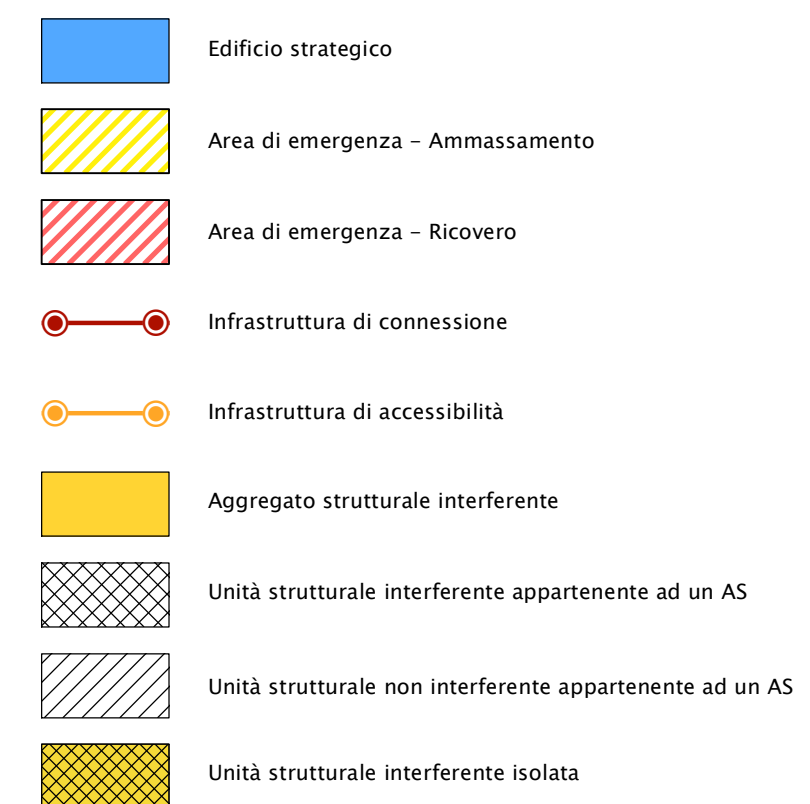 Edificio strategico
Area di emergenza - Ammassamento
Area di emergenza - Ricovero
Infrastruttura di connessione
Infrastruttura di accessibilità
Aggregato strutturale interferente
Unità strutturale interferente appartenente ad un AS
Unità strutturale non interferente appartenente ad un AS
Unità strutturale interferente isolata